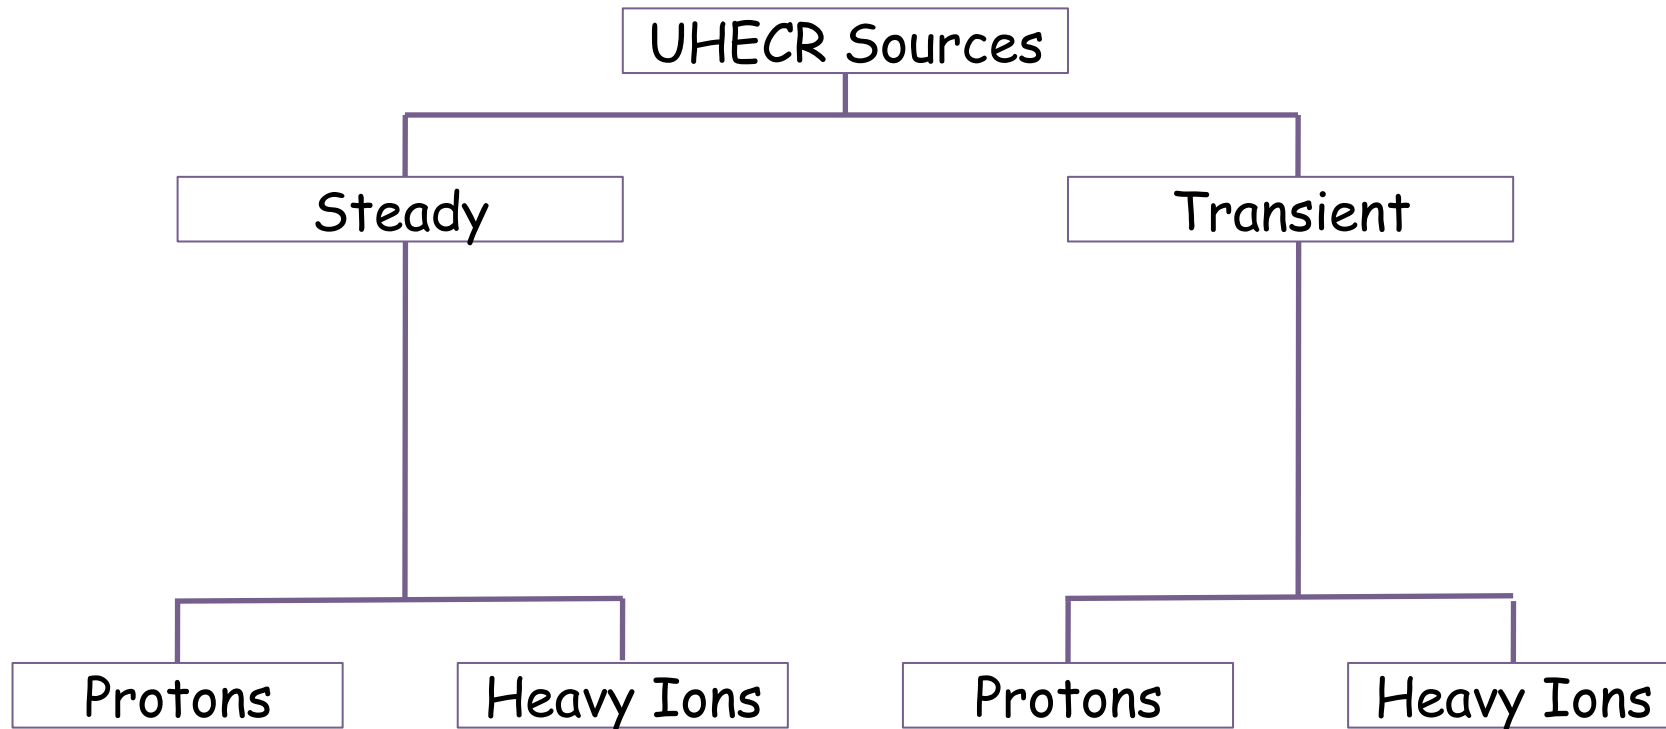 UHECR Sources
Steady
Transient
Protons
Heavy Ions
Protons
Heavy Ions